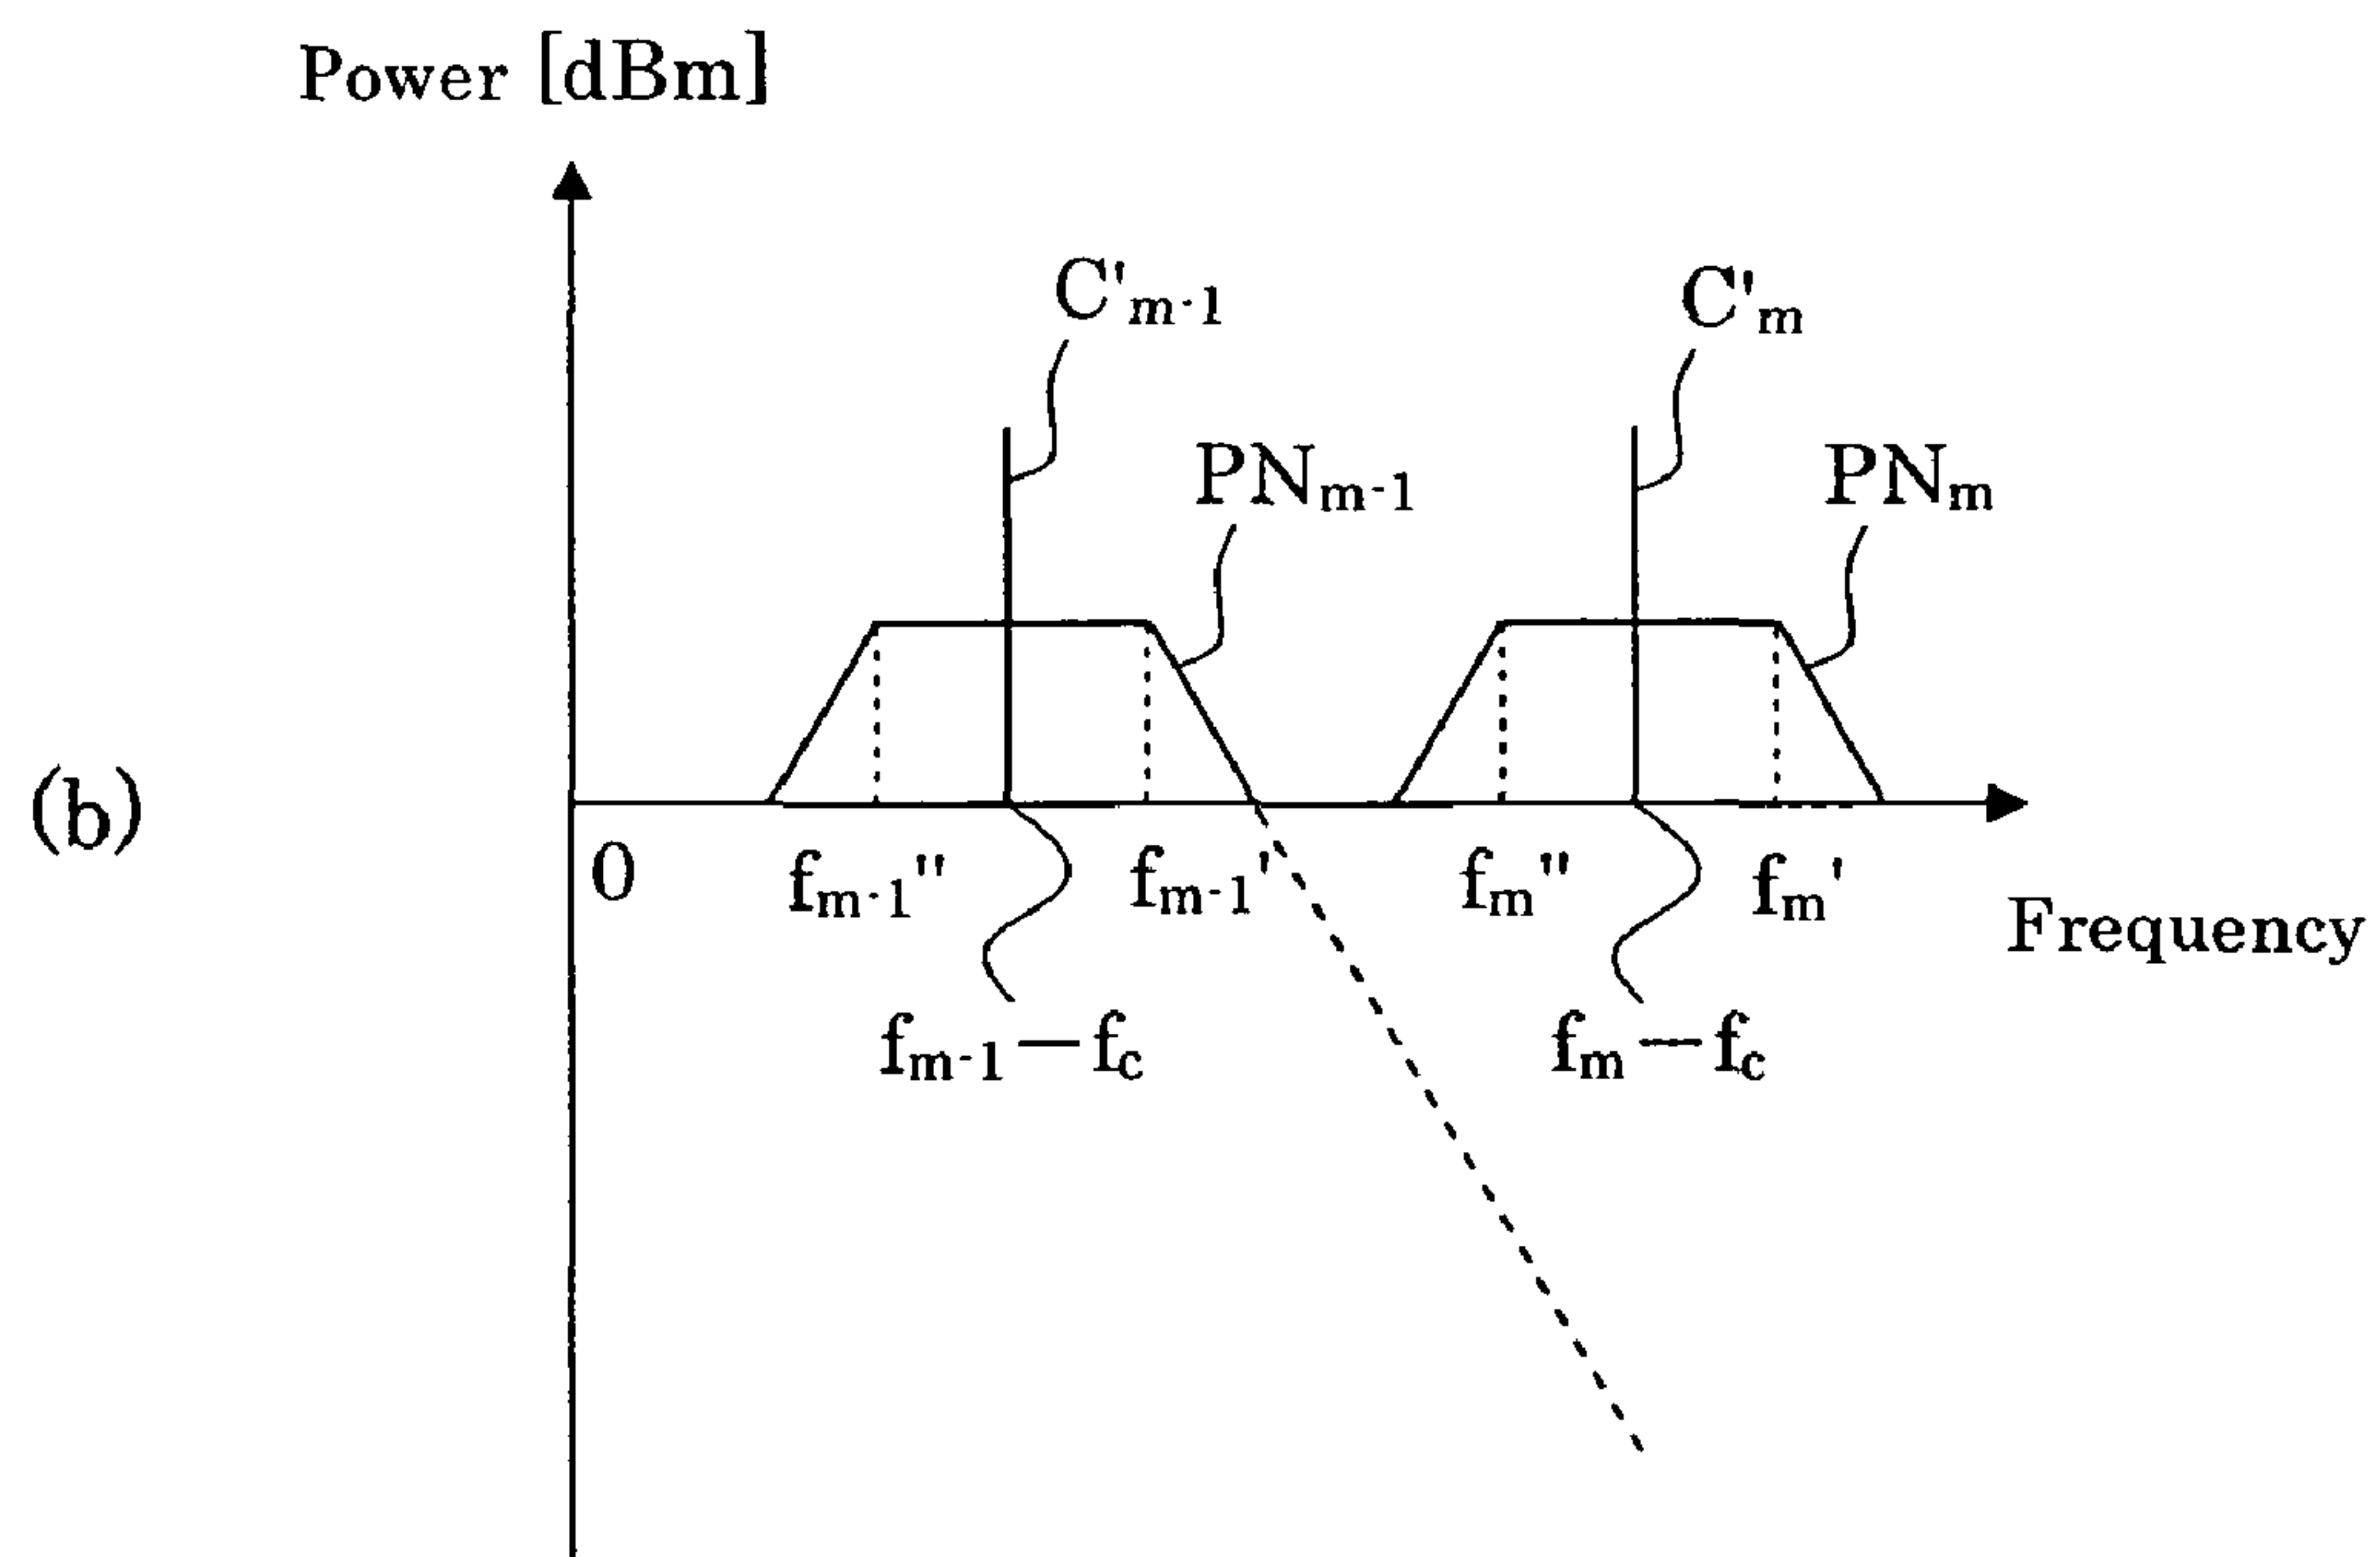 Power [dBm]
C'm-1
C'm
PNm-1
PNm
(b)
0
fm-1''
fm-1'
fm''
fm'
Frequency
fm-1—fc
fm—fc